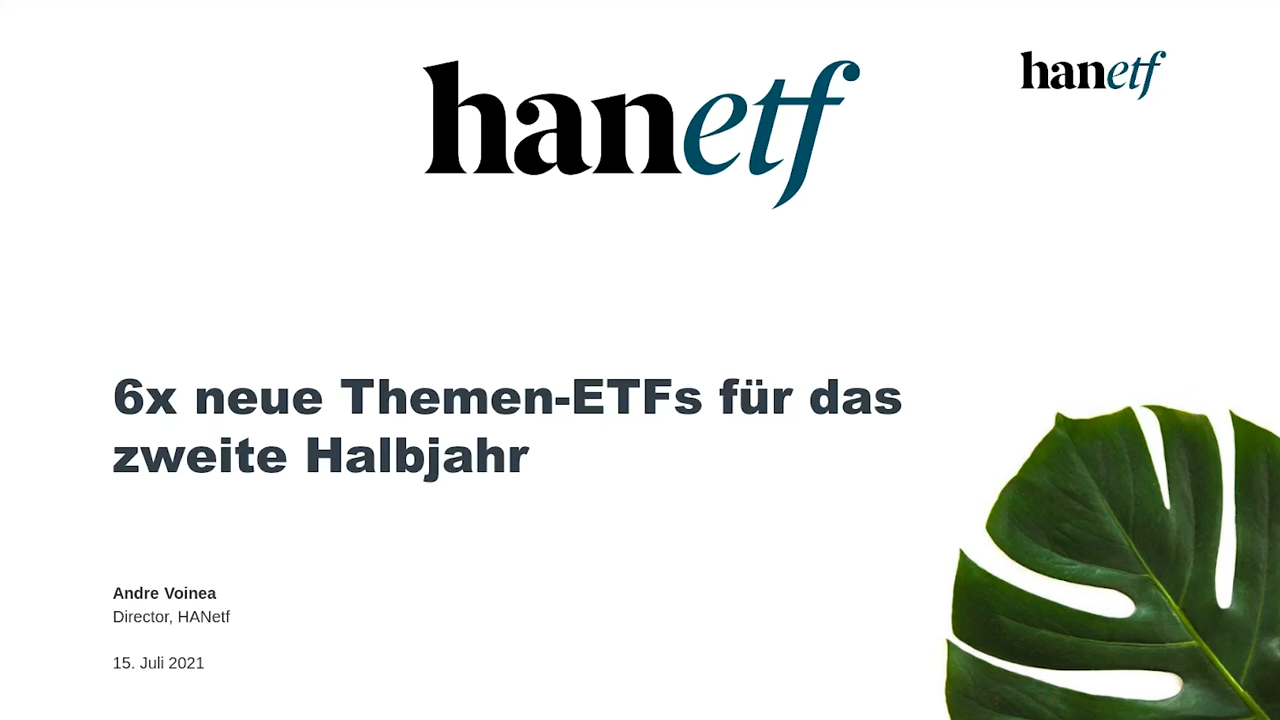 hanetf
hanetf
6x neue Themen-ETFs für das
zweite Halbjahr
Andre Voinea
Director, HANetf
15. Juli 2021